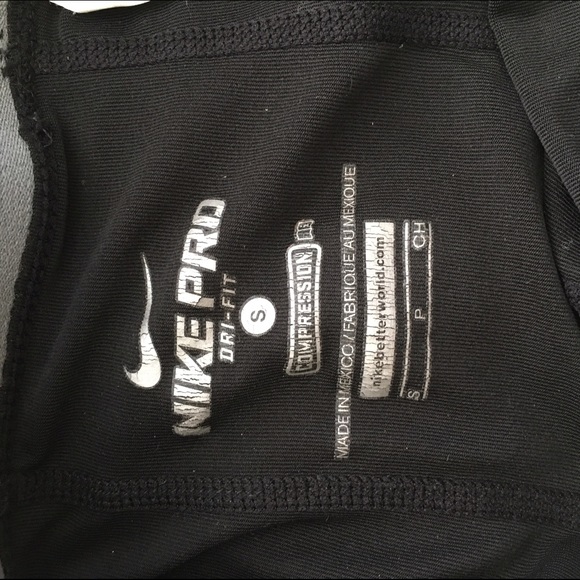 NIKE PRO
DRI-FIT
S
COMPRESSION
MADE IN MEXICO / FABRIQUE AU MEXIQUE
nikebetterworld.com
S P CH